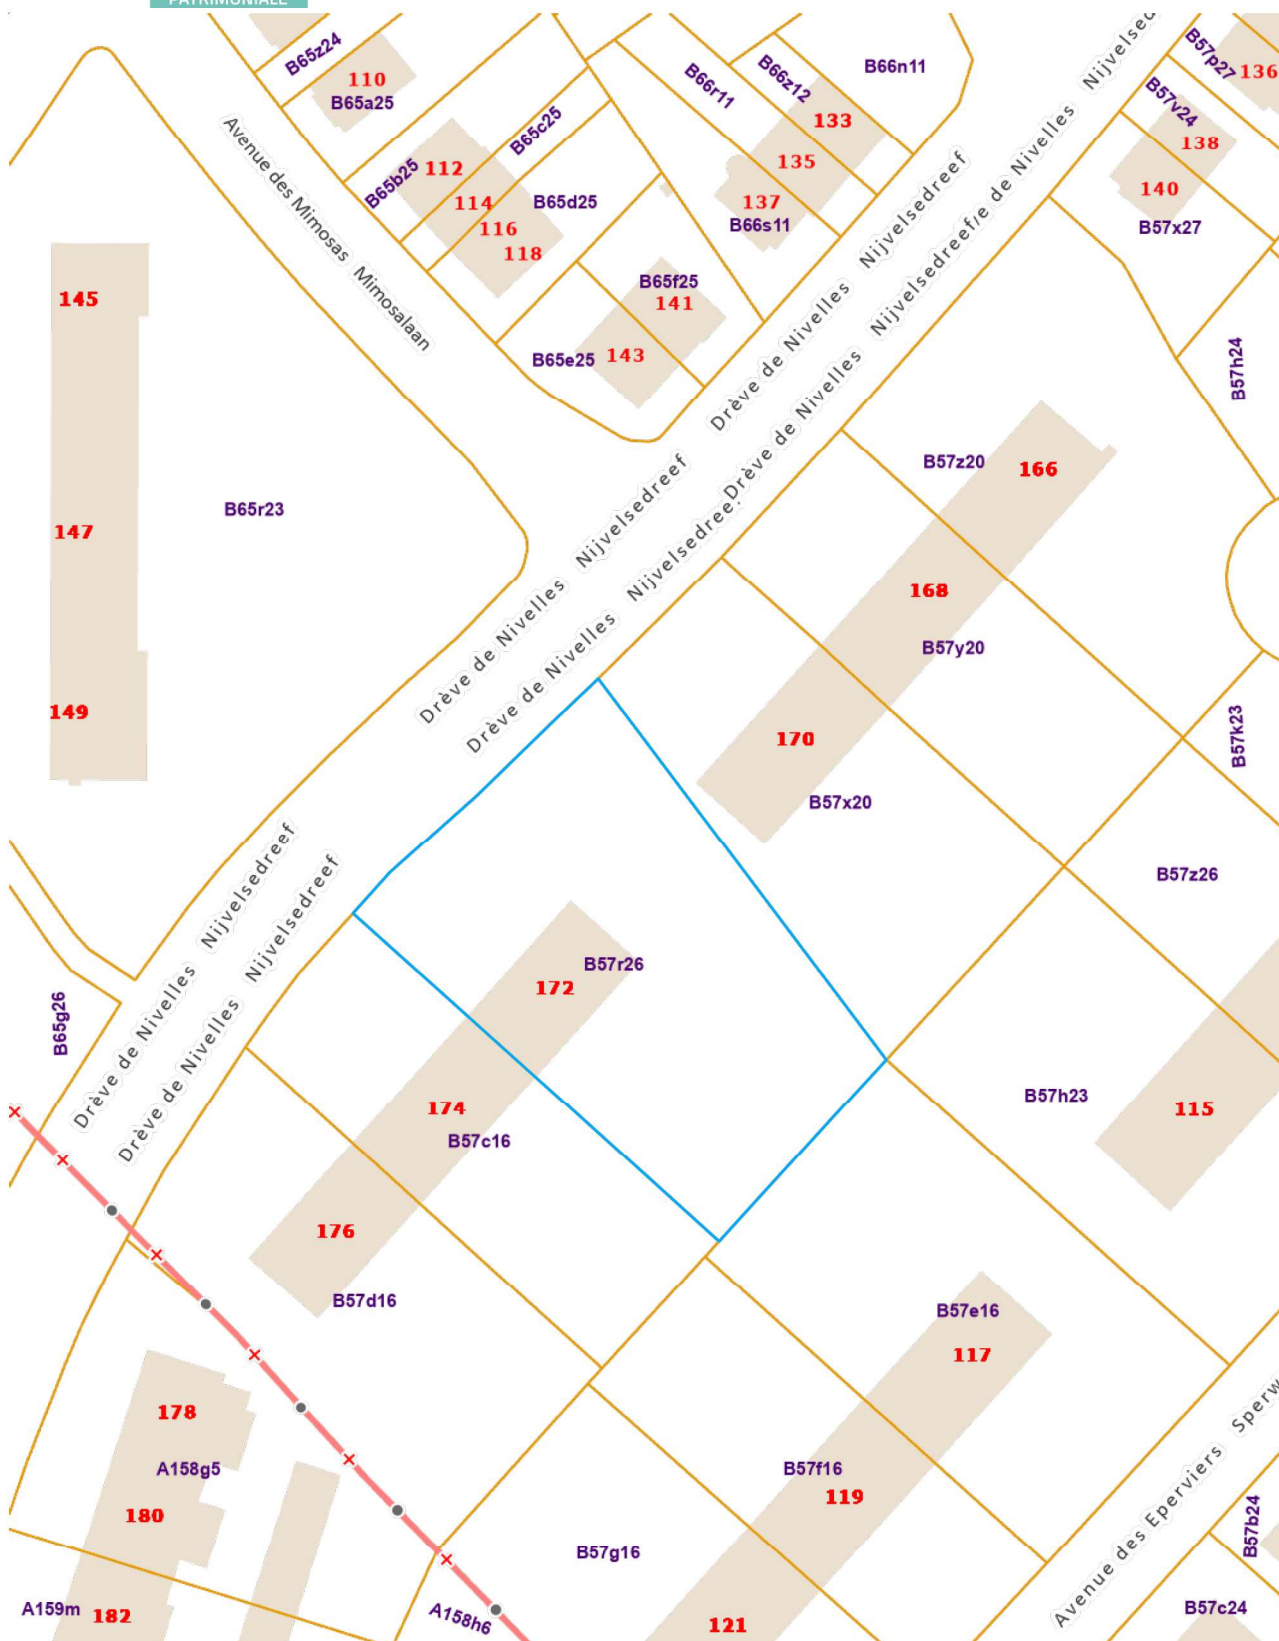 PATRIMONIALE
B65z24
110
B65a25
B66r11
B66z12
B66n11
133
135
137
B66s11
B57p27
136
B57v24
138
140
B57x27
Avenue des Mimosas Mimosalaan
B65b25
112
B65c25
114
B65d25
116
118
B65f25
141
B65e25
143
Drève de Nivelles Nijvelsedreef
Drève de Nivelles Nijvelsedreef/e de Nivelles
145
147
149
B65r23
B57h24
B57z20
166
168
B57y20
170
B57x20
B57k23
B57z26
Drève de Nivelles Nijvelsedreef
Drève de Nivelles
Drève de Nivelles Nijvelsedreef
Drève de Nivelles Nijvelsedreef
B65g26
172
B57r26
174
B57c16
176
B57d16
B57h23
115
B57e16
117
B57f16
119
B57g16
121
178
A158g5
180
A159m
182
A158h6
Avenue des Eperviers
B57b24
B57c24